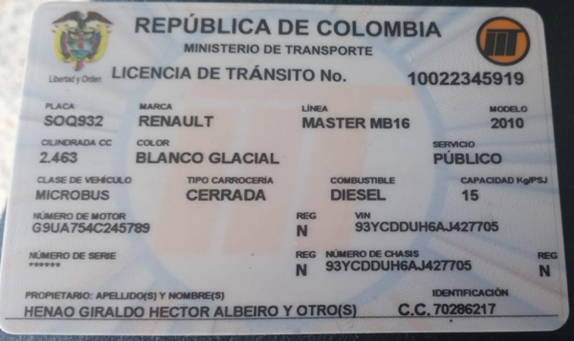 REPÚBLICA DE COLOMBIA
MINISTERIO DE TRANSPORTE
Libertad y Orden
LICENCIA DE TRÁNSITO No. 10022345919
PLACA MARCA LÍNEA MODELO
SOQ932 RENAULT MASTER MB16 2010
CILINDRADA CC COLOR SERVICIO
2.463 BLANCO GLACIAL PÚBLICO
CLASE DE VEHÍCULO TIPO CARROCERÍA COMBUSTIBLE CAPACIDAD Kg/PSJ
MICROBUS CERRADA DIESEL 15
NÚMERO DE MOTOR REG VIN
G9UA754C245789 N 93YCDDUH6AJ427705
NÚMERO DE SERIE REG NÚMERO DE CHASIS REG
****** N 93YCDDUH6AJ427705 N
PROPIETARIO: APELLIDO(S) Y NOMBRE(S) IDENTIFICACIÓN
HENAO GIRALDO HECTOR ALBEIRO Y OTRO(S) C.C. 70286217